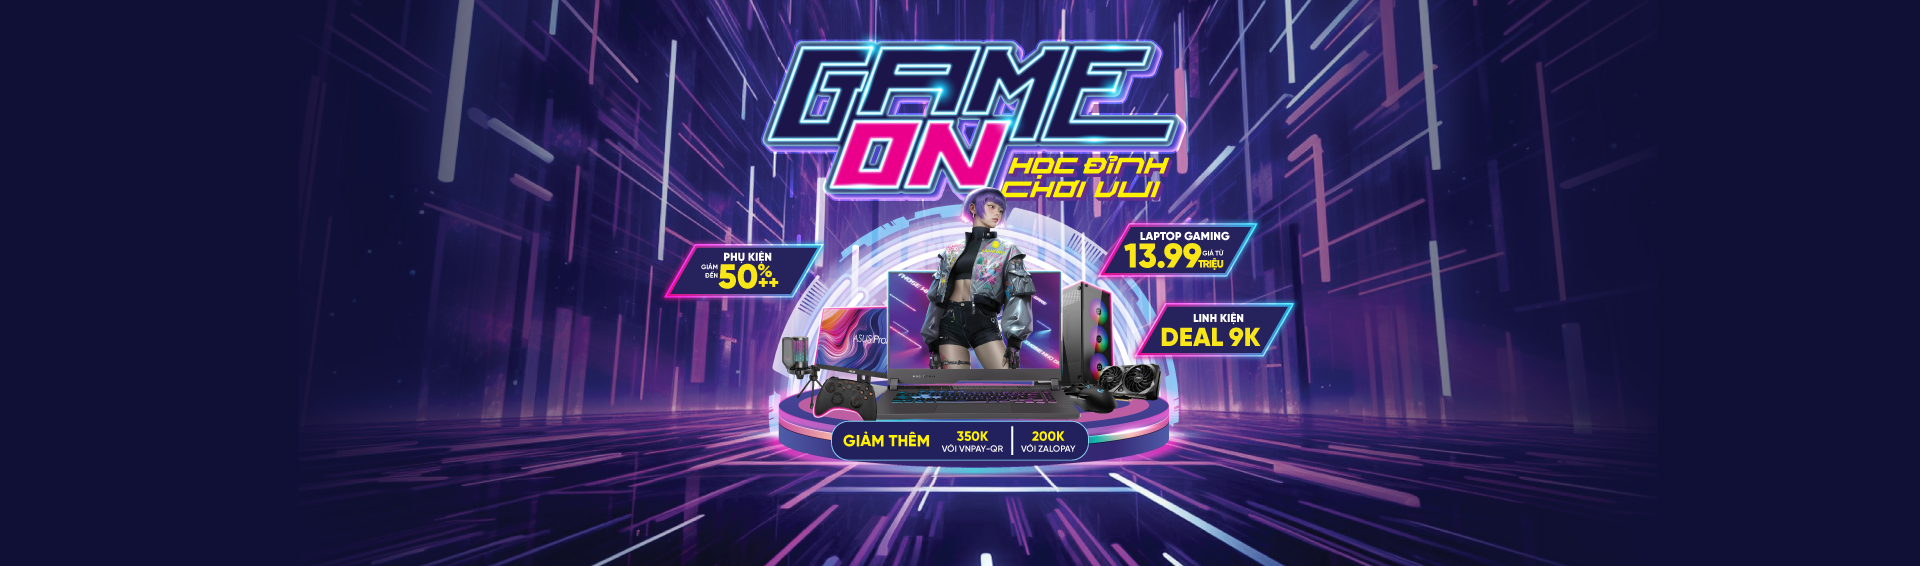 GAME
ON
HỌC ĐỈNH
CHƠI VUI
PHỤ KIỆN
GIẢM
ĐẾN
50%++
LAPTOP GAMING
13.99
GIÁ TỪ
TRIỆU
LINH KIỆN
DEAL 9K
ASUS Pro
GIẢM THÊM
350K
VỚI VNPAY-QR
200K
VỚI ZALOPAY